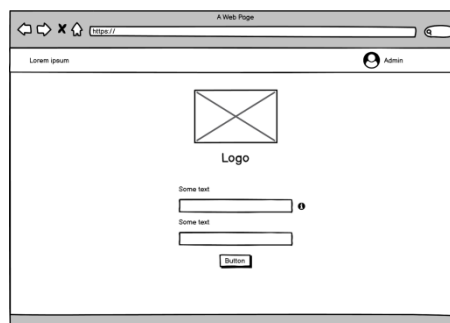 A Web Page
https://
Lorem ipsum
Admin
Logo
Some text
Some text
Button